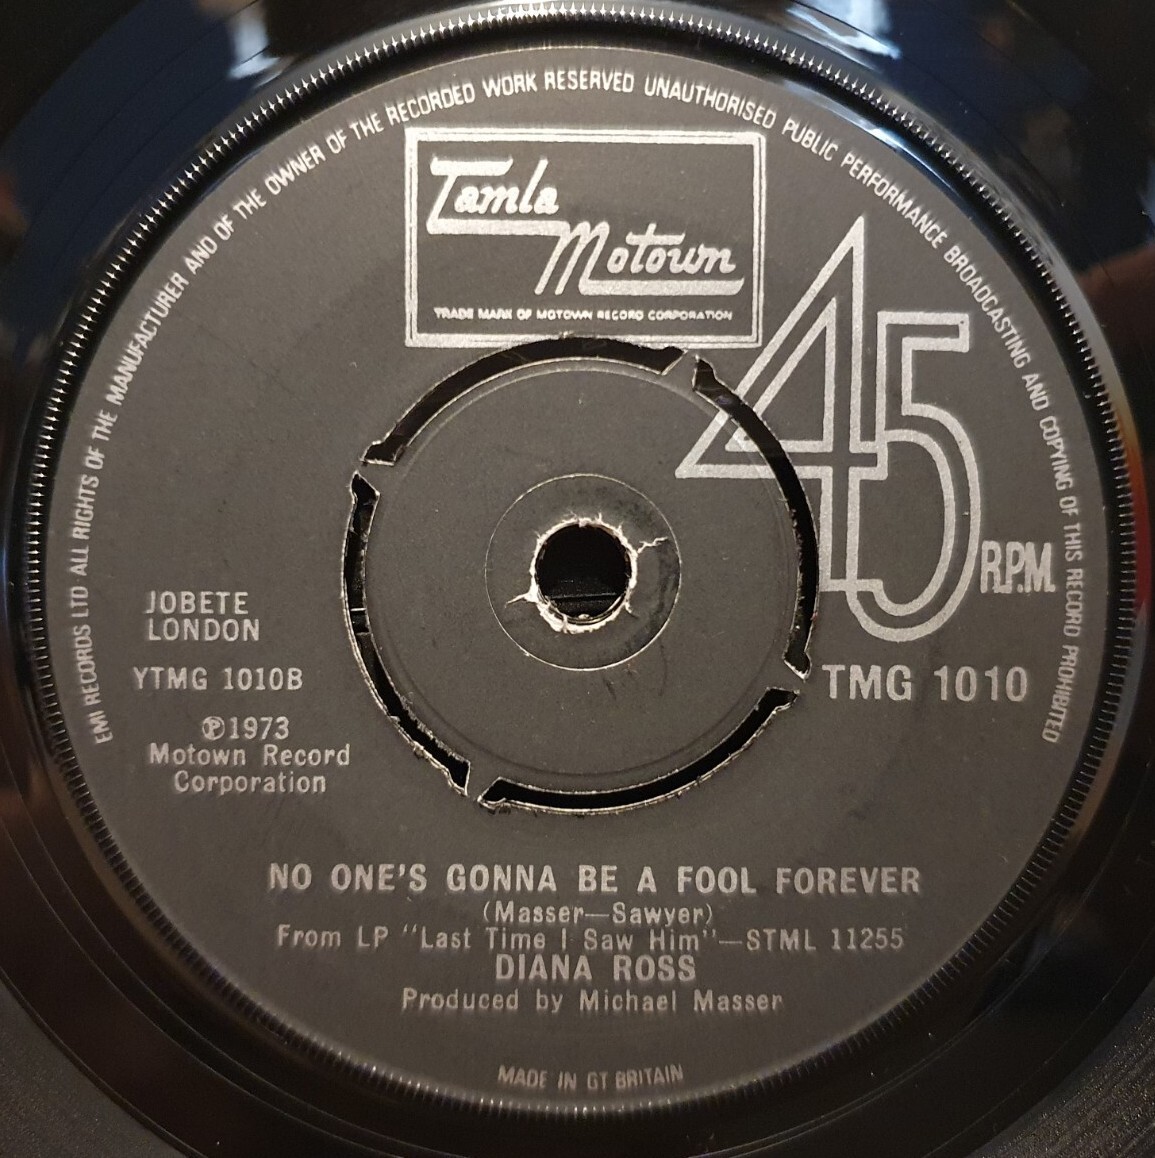 EMI RECORDS LTD ALL RIGHTS OF THE MANUFACTURER AND OF THE OWNER OF THE RECORDED WORK RESERVED UNAUTHORISED PUBLIC PERFORMANCE BROADCASTING AND COPYING OF THIS RECORD PROHIBITED
Tamla
Motown
TRADE MARK OF MOTOWN RECORD CORPORATION
45
R.P.M.
JOBETE
LONDON
YTMG 1010B
TMG 1010
℗1973
Motown Record
Corporation
NO ONE'S GONNA BE A FOOL FOREVER
(Masser—Sawyer)
From LP "Last Time I Saw Him"—STML 11255
DIANA ROSS
Produced by Michael Masser
MADE IN GT BRITAIN